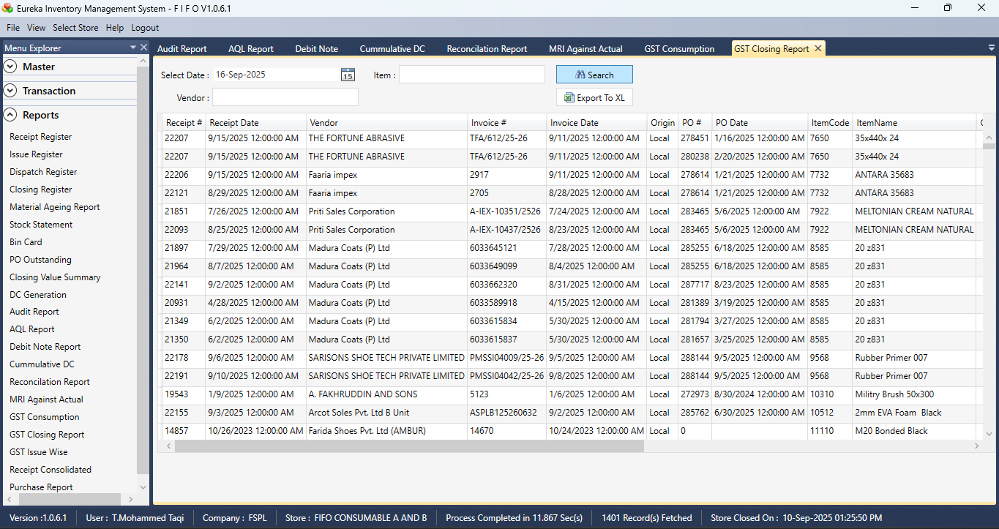 Eureka Inventory Management System - F I F O V1.0.6.1
File View Select Store Help Logout
Menu Explorer
Master
Transaction
Reports
Receipt Register
Issue Register
Dispatch Register
Closing Register
Material Ageing Report
Stock Statement
Bin Card
PO Outstanding
Closing Value Summary
DC Generation
Audit Report
AQL Report
Debit Note Report
Cummulative DC
Reconcilation Report
MRI Against Actual
GST Consumption
GST Closing Report
GST Issue Wise
Receipt Consolidated
Purchase Report
Audit Report AQL Report Debit Note Cummulative DC Reconcilation Report MRI Against Actual GST Consumption GST Closing Report
Select Date : 16-Sep-2025 15 Item : Search
Vendor : Export To XL
Receipt # Receipt Date Vendor Invoice # Invoice Date Origin PO # PO Date ItemCode ItemName
22207 9/15/2025 12:00:00 AM THE FORTUNE ABRASIVE TFA/612/25-26 9/11/2025 12:00:00 AM Local 278451 1/16/2025 12:00:00 AM 7650 35x440x 24
22207 9/15/2025 12:00:00 AM THE FORTUNE ABRASIVE TFA/612/25-26 9/11/2025 12:00:00 AM Local 280238 2/20/2025 12:00:00 AM 7650 35x440x 24
22206 9/15/2025 12:00:00 AM Faaria impex 2917 9/11/2025 12:00:00 AM Local 278614 1/21/2025 12:00:00 AM 7732 ANTARA 35683
22121 8/29/2025 12:00:00 AM Faaria impex 2705 8/28/2025 12:00:00 AM Local 278614 1/21/2025 12:00:00 AM 7732 ANTARA 35683
21851 7/26/2025 12:00:00 AM Priti Sales Corporation A-IEX-10351/2526 7/24/2025 12:00:00 AM Local 283465 5/6/2025 12:00:00 AM 7922 MELTONIAN CREAM NATURAL
22093 8/25/2025 12:00:00 AM Priti Sales Corporation A-IEX-10437/2526 8/23/2025 12:00:00 AM Local 283465 5/6/2025 12:00:00 AM 7922 MELTONIAN CREAM NATURAL
21897 7/29/2025 12:00:00 AM Madura Coats (P) Ltd 6033645121 7/28/2025 12:00:00 AM Local 285255 6/18/2025 12:00:00 AM 8585 20 z831
21964 8/7/2025 12:00:00 AM Madura Coats (P) Ltd 6033649099 8/4/2025 12:00:00 AM Local 285255 6/18/2025 12:00:00 AM 8585 20 z831
22141 9/2/2025 12:00:00 AM Madura Coats (P) Ltd 6033662320 8/31/2025 12:00:00 AM Local 287717 8/23/2025 12:00:00 AM 8585 20 z831
20931 4/28/2025 12:00:00 AM Madura Coats (P) Ltd 6033589918 4/15/2025 12:00:00 AM Local 281389 3/19/2025 12:00:00 AM 8585 20 z831
21349 6/2/2025 12:00:00 AM Madura Coats (P) Ltd 6033615834 5/30/2025 12:00:00 AM Local 281794 3/27/2025 12:00:00 AM 8585 20 z831
21350 6/2/2025 12:00:00 AM Madura Coats (P) Ltd 6033615837 5/30/2025 12:00:00 AM Local 281657 3/25/2025 12:00:00 AM 8585 20 z831
22178 9/6/2025 12:00:00 AM SARISONS SHOE TECH PRIVATE LIMITED PMSSI04009/25-26 9/5/2025 12:00:00 AM Local 288144 9/5/2025 12:00:00 AM 9568 Rubber Primer 007
22191 9/10/2025 12:00:00 AM SARISONS SHOE TECH PRIVATE LIMITED PMSSI04042/25-26 9/8/2025 12:00:00 AM Local 288144 9/5/2025 12:00:00 AM 9568 Rubber Primer 007
19543 1/9/2025 12:00:00 AM A. FAKHRUDDIN AND SONS 5123 1/6/2025 12:00:00 AM Local 272973 8/30/2024 12:00:00 AM 10310 Militry Brush 50x300
22155 9/3/2025 12:00:00 AM Arcot Soles Pvt. Ltd B Unit ASPLB125260632 9/2/2025 12:00:00 AM Local 285762 6/30/2025 12:00:00 AM 10512 2mm EVA Foam Black
14857 10/26/2023 12:00:00 AM Farida Shoes Pvt. Ltd (AMBUR) 14670 10/24/2023 12:00:00 AM Local 0 11110 M20 Bonded Black
Version :1.0.6.1 User : T.Mohammed Taqi Company : FSPL Store : FIFO CONSUMABLE A AND B Process Completed in 11.867 Sec(s) 1401 Record(s) Fetched Store Closed On : 10-Sep-2025 01:25:50 PM